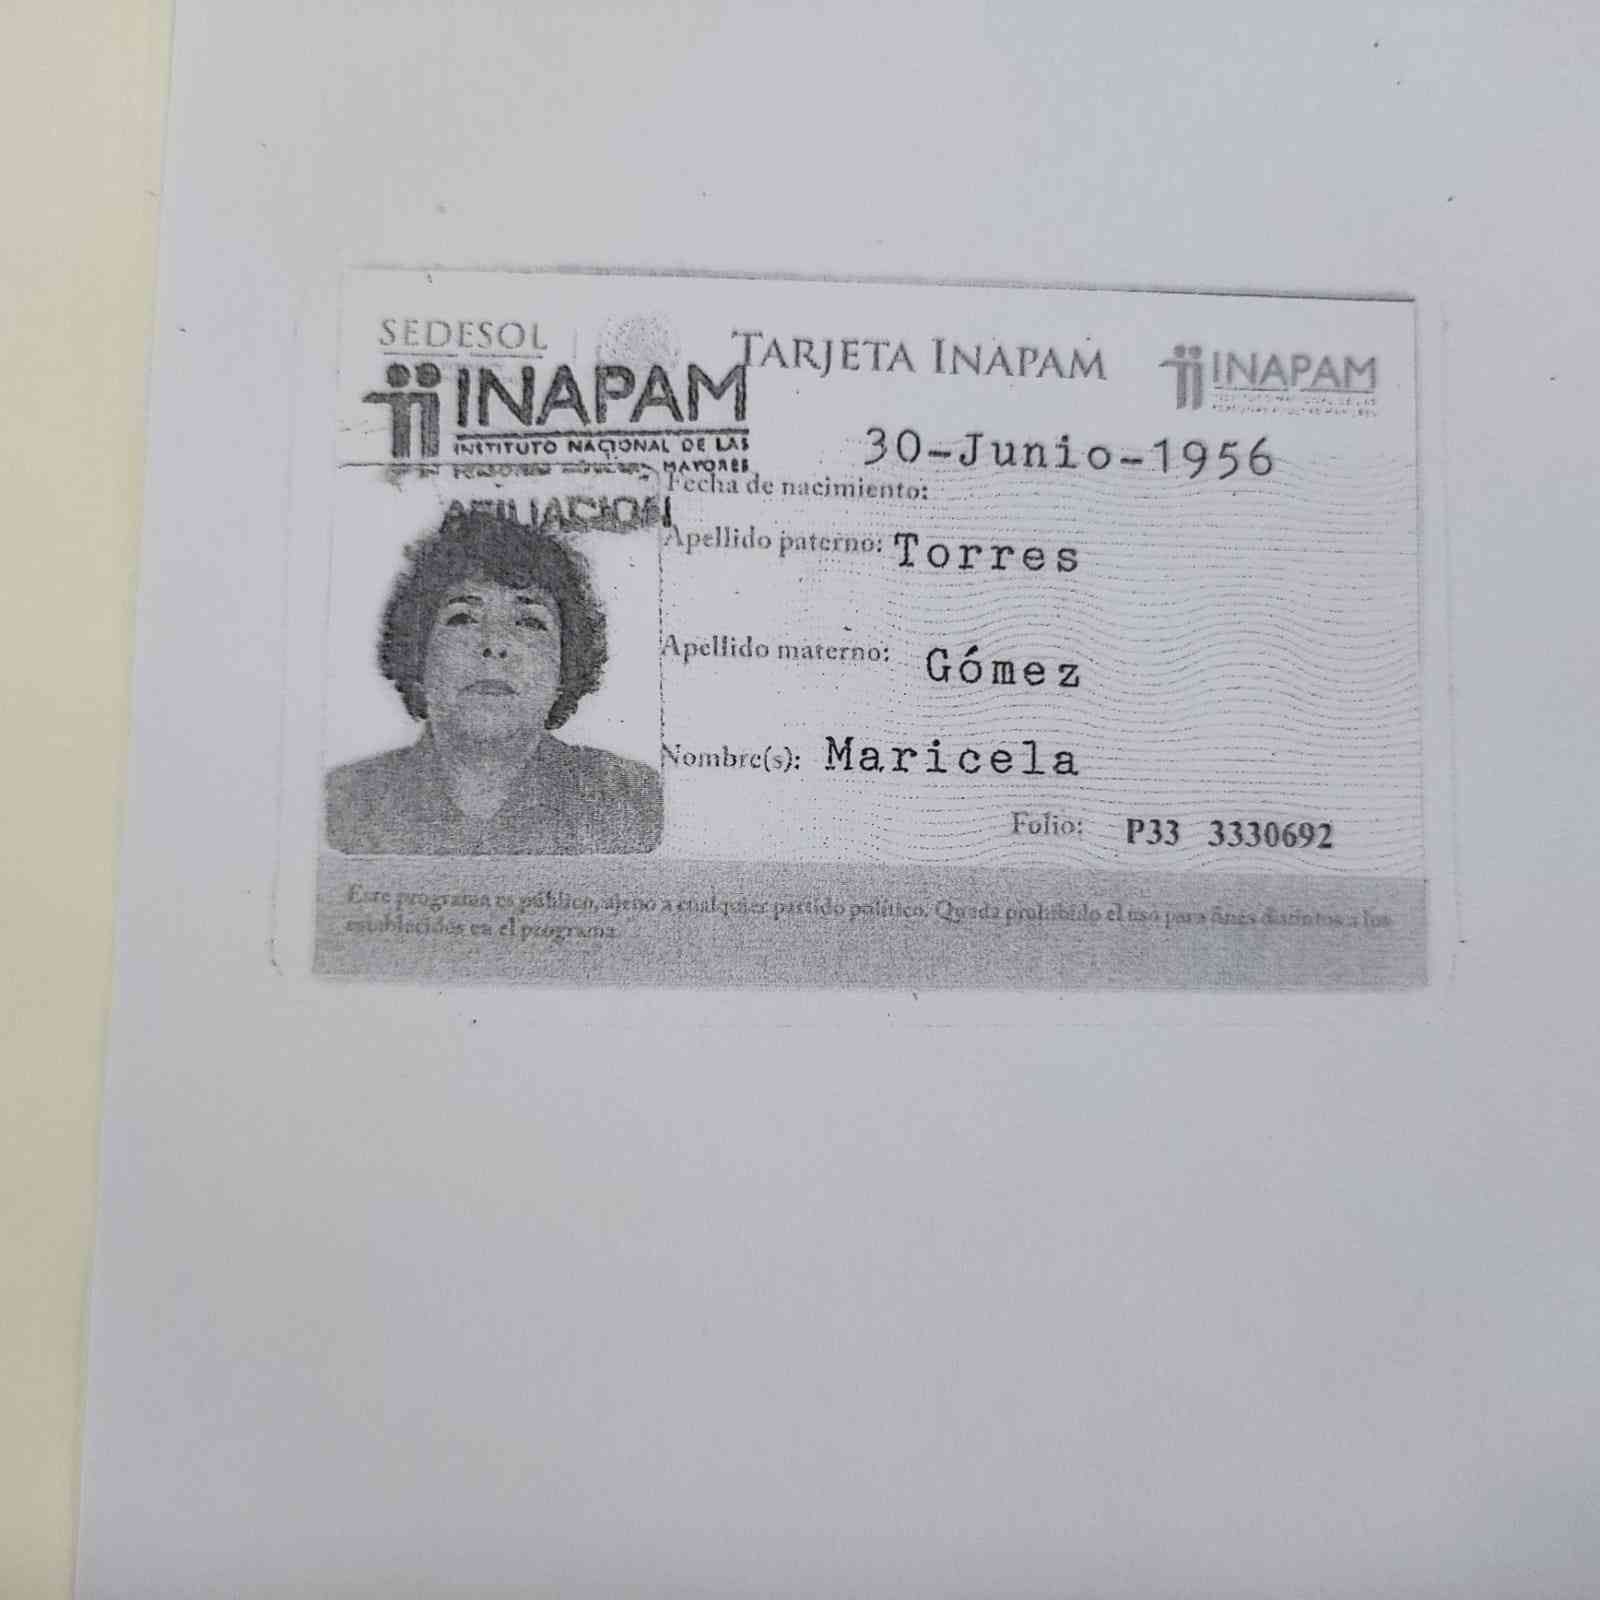 SEDESOL
TARJETA INAPAM
INAPAM
INAPAM
INSTITUTO NACIONAL DE LAS
MAYORES
AFILIACION
30-Junio-1956
Fecha de nacimiento:
Apellido paterno: Torres
Apellido materno: Gómez
Nombre(s): Maricela
Folio: P33 3330692
Este programa es público, ajeno a cualquier partido político. Queda prohibido el uso para fines distintos a los
establecidos en el programa.